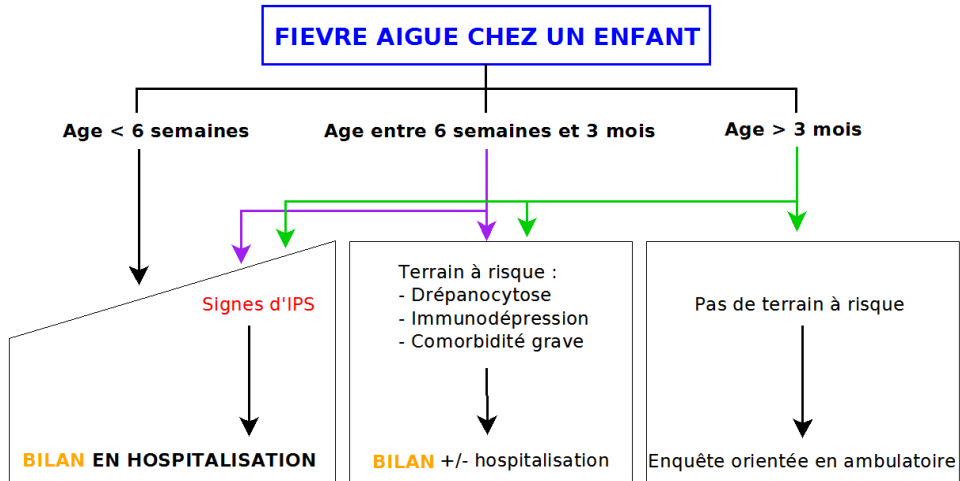 FIEVRE AIGUE CHEZ UN ENFANT
Age < 6 semaines
Age entre 6 semaines et 3 mois
Age > 3 mois
Signes d'IPS
BILAN EN HOSPITALISATION
Terrain à risque :
- Drépanocytose
- Immunodépression
- Comorbidité grave
BILAN +/- hospitalisation
Pas de terrain à risque
Enquête orientée en ambulatoire